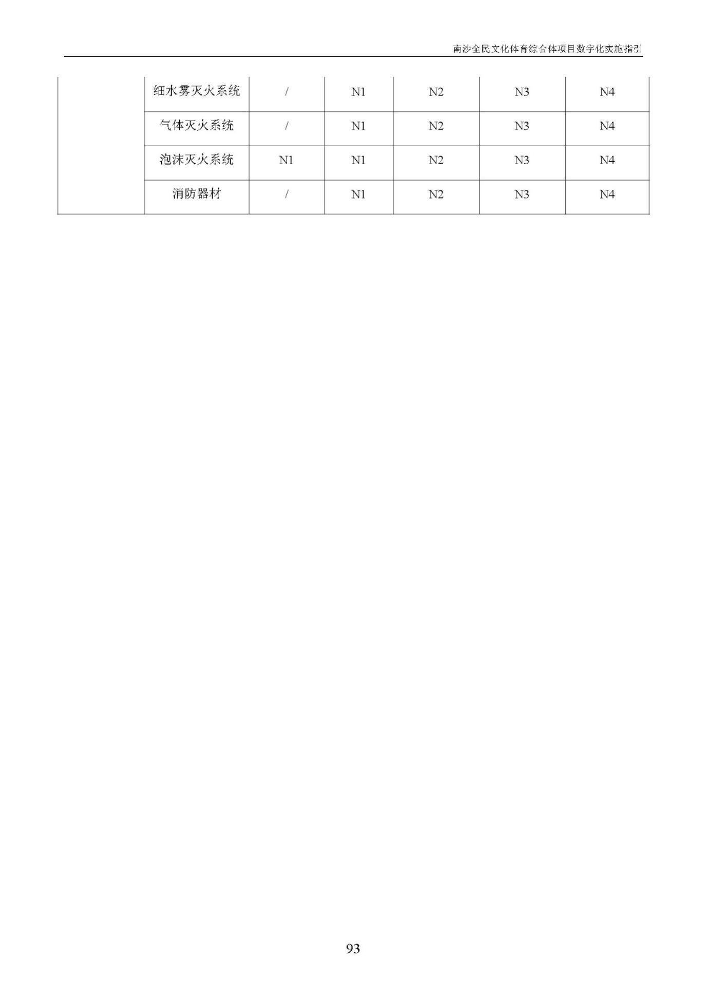 南沙全民文化体育综合体项目数字化实施指引
细水雾灭火系统 / N1 N2 N3 N4
气体灭火系统 / N1 N2 N3 N4
泡沫灭火系统 N1 N1 N2 N3 N4
消防器材 / N1 N2 N3 N4
93